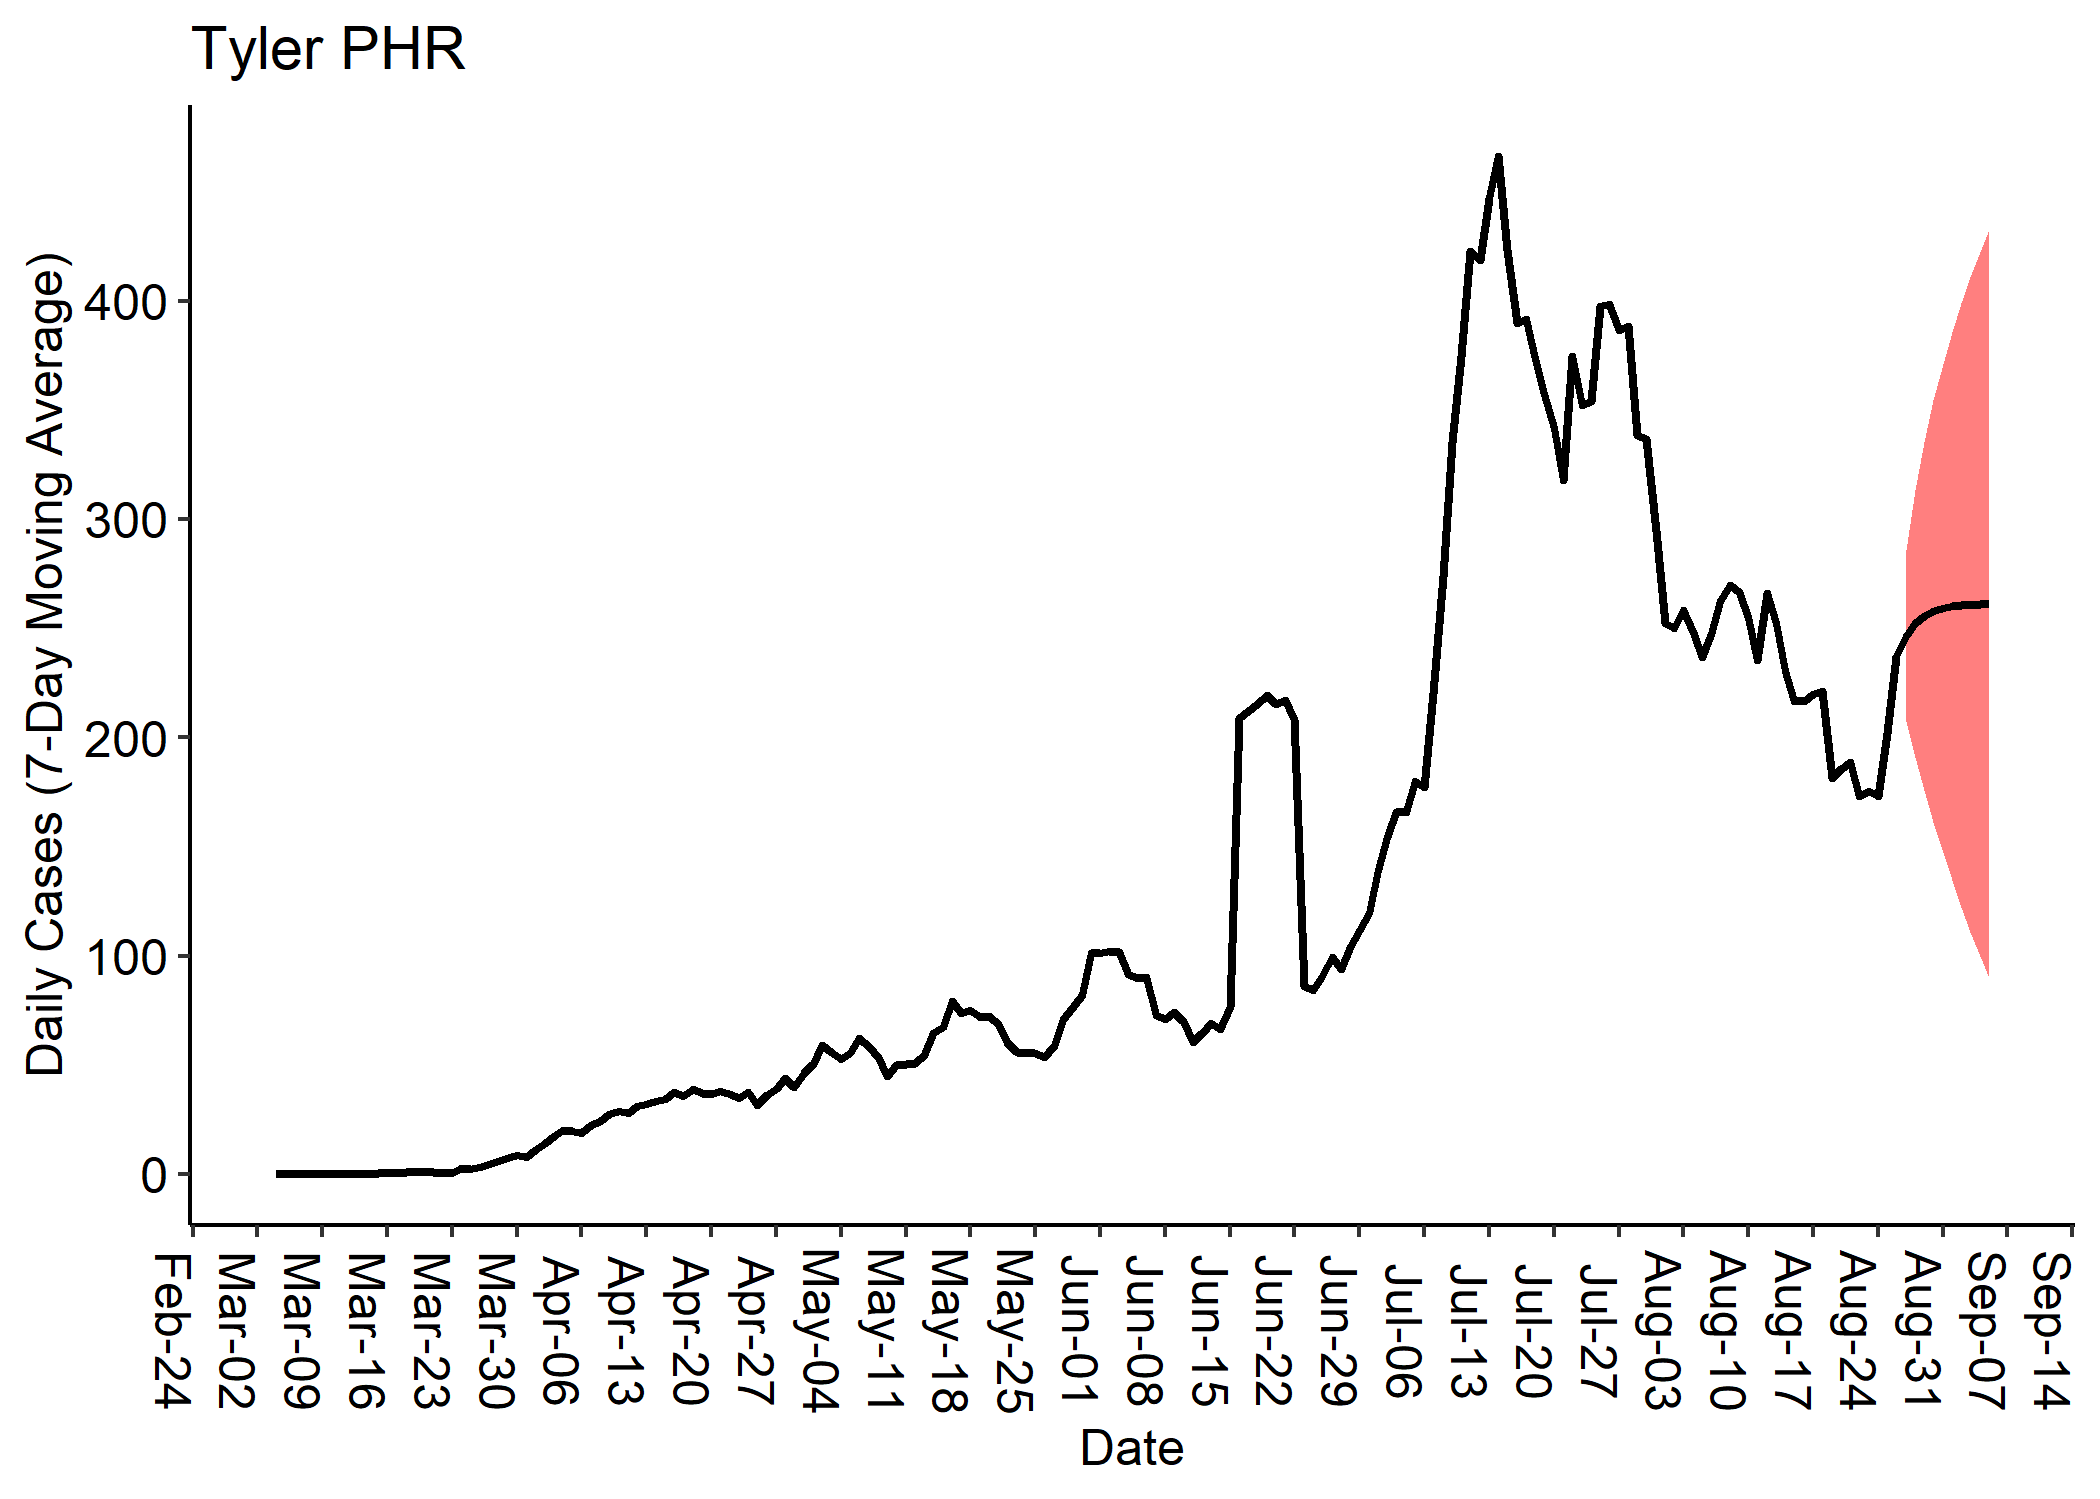 Tyler PHR
Daily Cases (7-Day Moving Average)
400
300
200
100
0
Feb-24
Mar-02
Mar-09
Mar-16
Mar-23
Mar-30
Apr-06
Apr-13
Apr-20
Apr-27
May-04
May-11
May-18
May-25
Jun-01
Jun-08
Jun-15
Jun-22
Jun-29
Jul-06
Jul-13
Jul-20
Jul-27
Aug-03
Aug-10
Aug-17
Aug-24
Aug-31
Sep-07
Sep-14
Date